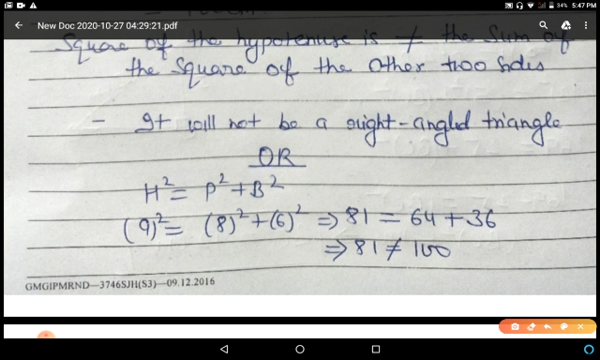 34% 5:47 PM
New Doc 2020-10-27 04:29:21.pdf
Square of the hypotenuse is ≠ the Sum of
the Square of the Other two Sides
- It will not be a right-angled triangle
OR
H² = P² + B²
(9)² = (8)² + (6)² ⇒ 81 = 64 + 36
⇒ 81 ≠ 100
GMGIPMRND—3746SJH(S3)—09.12.2016